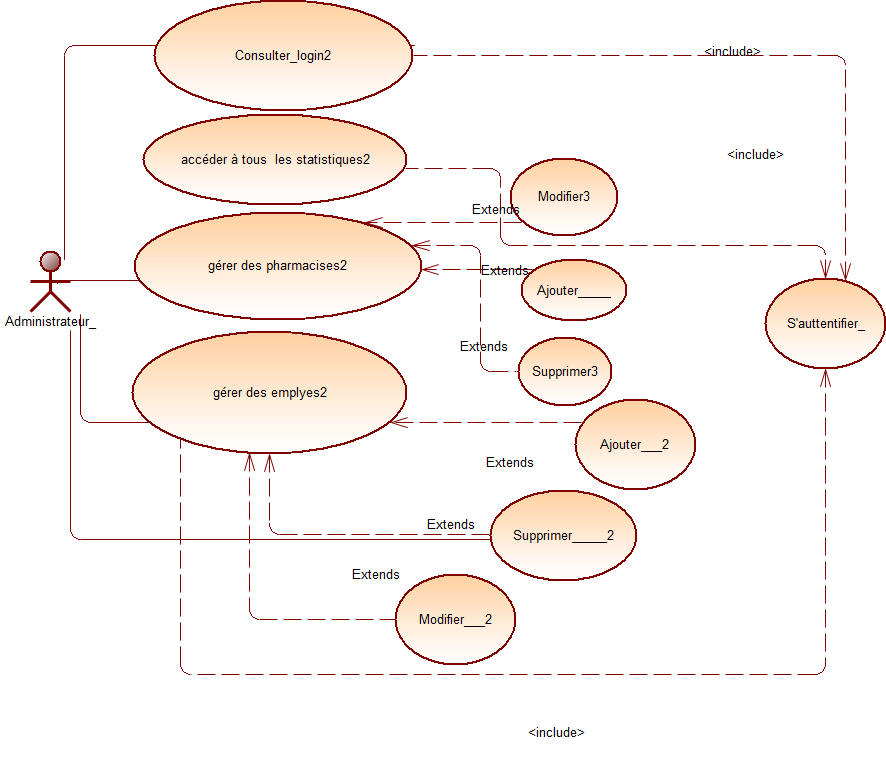 Consulter_login2
<include>
accéder à tous  les statistiques2
<include>
Modifier3
Extends
gérer des pharmacises2
Extends
Ajouter_____
Administrateur_
S'auttentifier_
Extends
Supprimer3
gérer des emplyes2
Ajouter___2
Extends
Extends
Supprimer_____2
Extends
Modifier___2
<include>